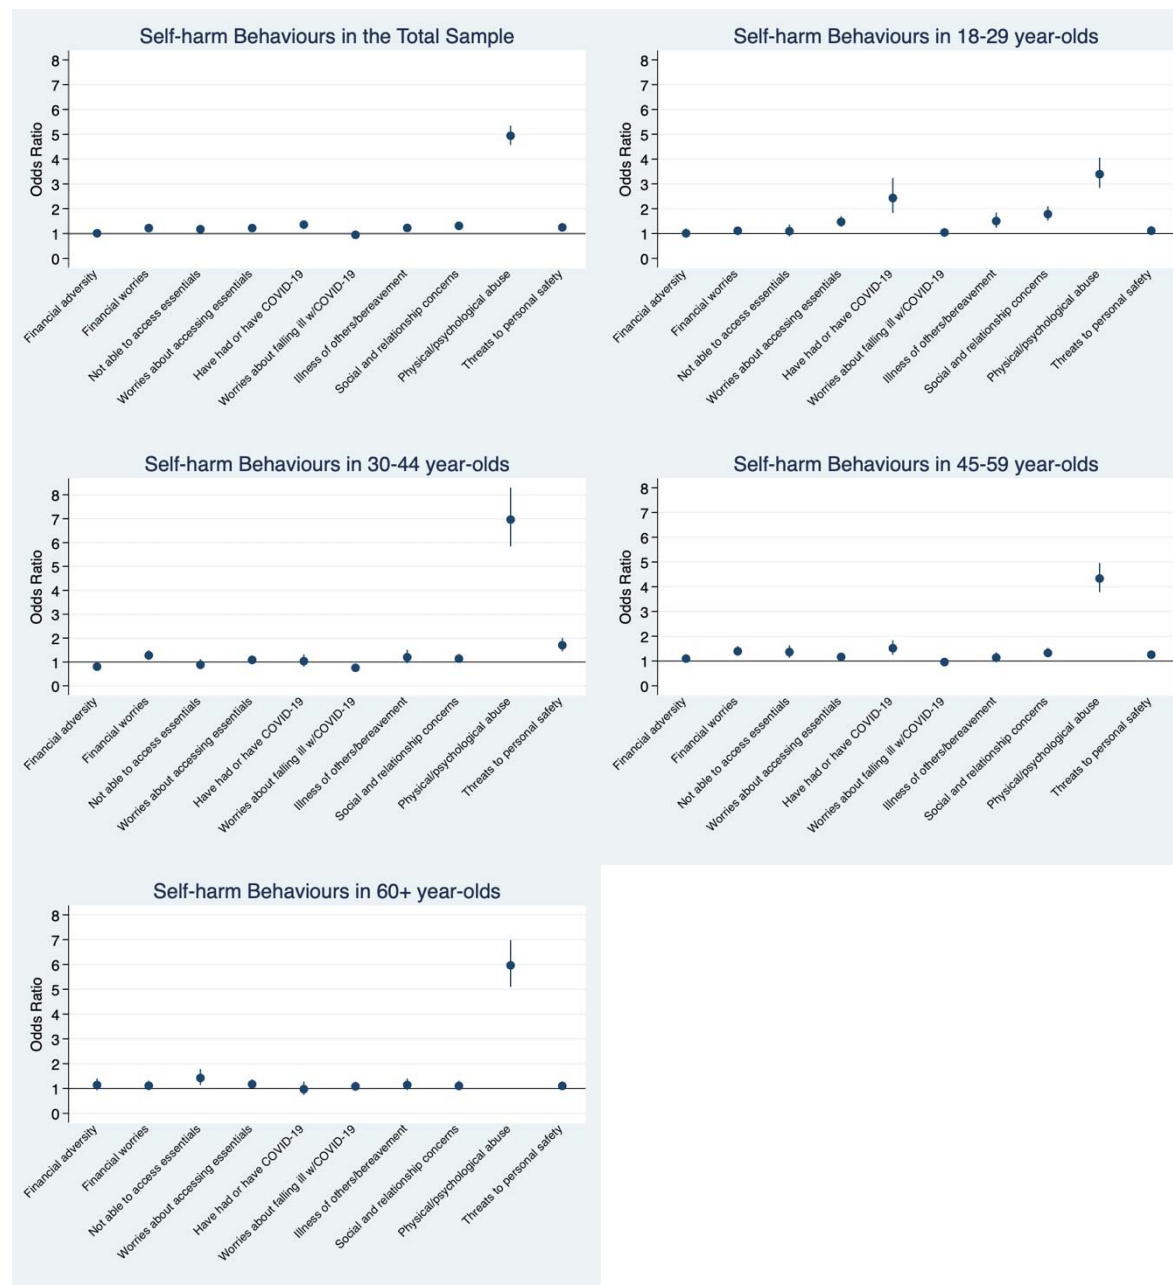 Self-harm Behaviours in the Total Sample
Odds Ratio
8
7
6
5
4
3
2
1
0
Financial adversity
Financial worries
Not able to access essentials
Worries about accessing essentials
Have had or have COVID-19
Worries about falling ill w/COVID-19
Illness of others/bereavement
Social and relationship concerns
Physical/psychological abuse
Threats to personal safety
Self-harm Behaviours in 18-29 year-olds
Odds Ratio
8
7
6
5
4
3
2
1
0
Financial adversity
Financial worries
Not able to access essentials
Worries about accessing essentials
Have had or have COVID-19
Worries about falling ill w/COVID-19
Illness of others/bereavement
Social and relationship concerns
Physical/psychological abuse
Threats to personal safety
Self-harm Behaviours in 30-44 year-olds
Odds Ratio
8
7
6
5
4
3
2
1
0
Financial adversity
Financial worries
Not able to access essentials
Worries about accessing essentials
Have had or have COVID-19
Worries about falling ill w/COVID-19
Illness of others/bereavement
Social and relationship concerns
Physical/psychological abuse
Threats to personal safety
Self-harm Behaviours in 45-59 year-olds
Odds Ratio
8
7
6
5
4
3
2
1
0
Financial adversity
Financial worries
Not able to access essentials
Worries about accessing essentials
Have had or have COVID-19
Worries about falling ill w/COVID-19
Illness of others/bereavement
Social and relationship concerns
Physical/psychological abuse
Threats to personal safety
Self-harm Behaviours in 60+ year-olds
Odds Ratio
8
7
6
5
4
3
2
1
0
Financial adversity
Financial worries
Not able to access essentials
Worries about accessing essentials
Have had or have COVID-19
Worries about falling ill w/COVID-19
Illness of others/bereavement
Social and relationship concerns
Physical/psychological abuse
Threats to personal safety